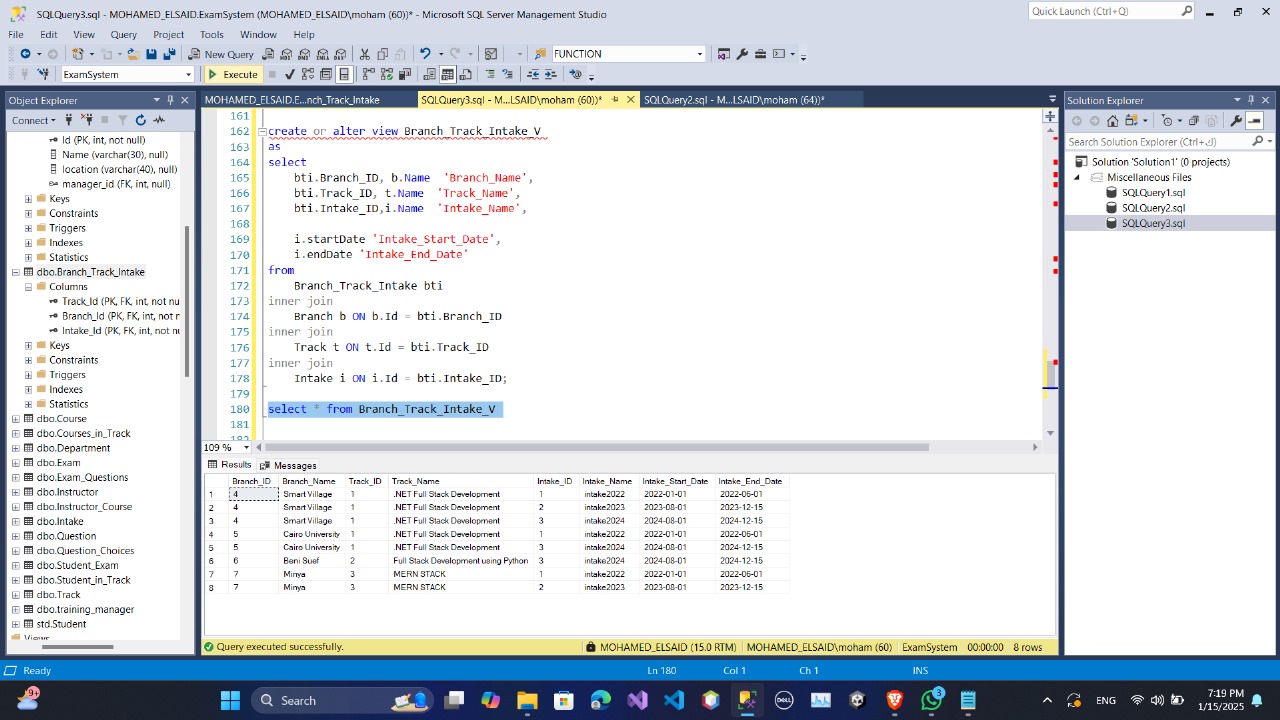 SQLQuery3.sql - MOHAMED_ELSAID.ExamSystem (MOHAMED_ELSAID\moham (60))* - Microsoft SQL Server Management Studio
Quick Launch (Ctrl+Q)
File Edit View Query Project Tools Window Help
New Query
MDX DMX XMLA DAX
FUNCTION
ExamSystem
Execute
Object Explorer
Connect
Id (PK, int, not null)
Name (varchar(30), null)
location (varchar(40), null)
manager_id (FK, int, null)
Keys
Constraints
Triggers
Indexes
Statistics
dbo.Branch_Track_Intake
Columns
Track_Id (PK, FK, int, not nu
Branch_Id (PK, FK, int, not n
Intake_Id (PK, FK, int, not nu
Keys
Constraints
Triggers
Indexes
Statistics
dbo.Course
dbo.Courses_in_Track
dbo.Department
dbo.Exam
dbo.Exam_Questions
dbo.Instructor
dbo.Instructor_Course
dbo.Intake
dbo.Question
dbo.Question_Choices
dbo.Student_Exam
dbo.Student_in_Track
dbo.Track
dbo.training_manager
std.Student
Views
MOHAMED_ELSAID.E...nch_Track_Intake
SQLQuery3.sql - M...LSAID\moham (60))*
SQLQuery2.sql - M...LSAID\moham (64))*
161
162 create or alter view Branch_Track_Intake_V
163 as
164 select
165 bti.Branch_ID, b.Name 'Branch_Name',
166 bti.Track_ID, t.Name 'Track_Name',
167 bti.Intake_ID,i.Name 'Intake_Name',
168
169 i.startDate 'Intake_Start_Date',
170 i.endDate 'Intake_End_Date'
171 from
172 Branch_Track_Intake bti
173 inner join
174 Branch b ON b.Id = bti.Branch_ID
175 inner join
176 Track t ON t.Id = bti.Track_ID
177 inner join
178 Intake i ON i.Id = bti.Intake_ID;
179
180 select * from Branch_Track_Intake_V
181
182
109 %
Results Messages
Branch_ID Branch_Name Track_ID Track_Name Intake_ID Intake_Name Intake_Start_Date Intake_End_Date
1 4 Smart Village 1 .NET Full Stack Development 1 intake2022 2022-01-01 2022-06-01
2 4 Smart Village 1 .NET Full Stack Development 2 intake2023 2023-08-01 2023-12-15
3 4 Smart Village 1 .NET Full Stack Development 3 intake2024 2024-08-01 2024-12-15
4 5 Cairo University 1 .NET Full Stack Development 1 intake2022 2022-01-01 2022-06-01
5 5 Cairo University 1 .NET Full Stack Development 3 intake2024 2024-08-01 2024-12-15
6 6 Beni Suef 2 Full Stack Development using Python 3 intake2024 2024-08-01 2024-12-15
7 7 Minya 3 MERN STACK 1 intake2022 2022-01-01 2022-06-01
8 7 Minya 3 MERN STACK 2 intake2023 2023-08-01 2023-12-15
Query executed successfully. MOHAMED_ELSAID (15.0 RTM) MOHAMED_ELSAID\moham (60) ExamSystem 00:00:00 8 rows
Solution Explorer
Search Solution Explorer (Ctrl+؛)
Solution 'Solution1' (0 projects)
Miscellaneous Files
SQLQuery1.sql
SQLQuery2.sql
SQLQuery3.sql
Ready Ln 180 Col 1 Ch 1 INS
9+
Search
DELL
3
ENG
7:19 PM
1/15/2025